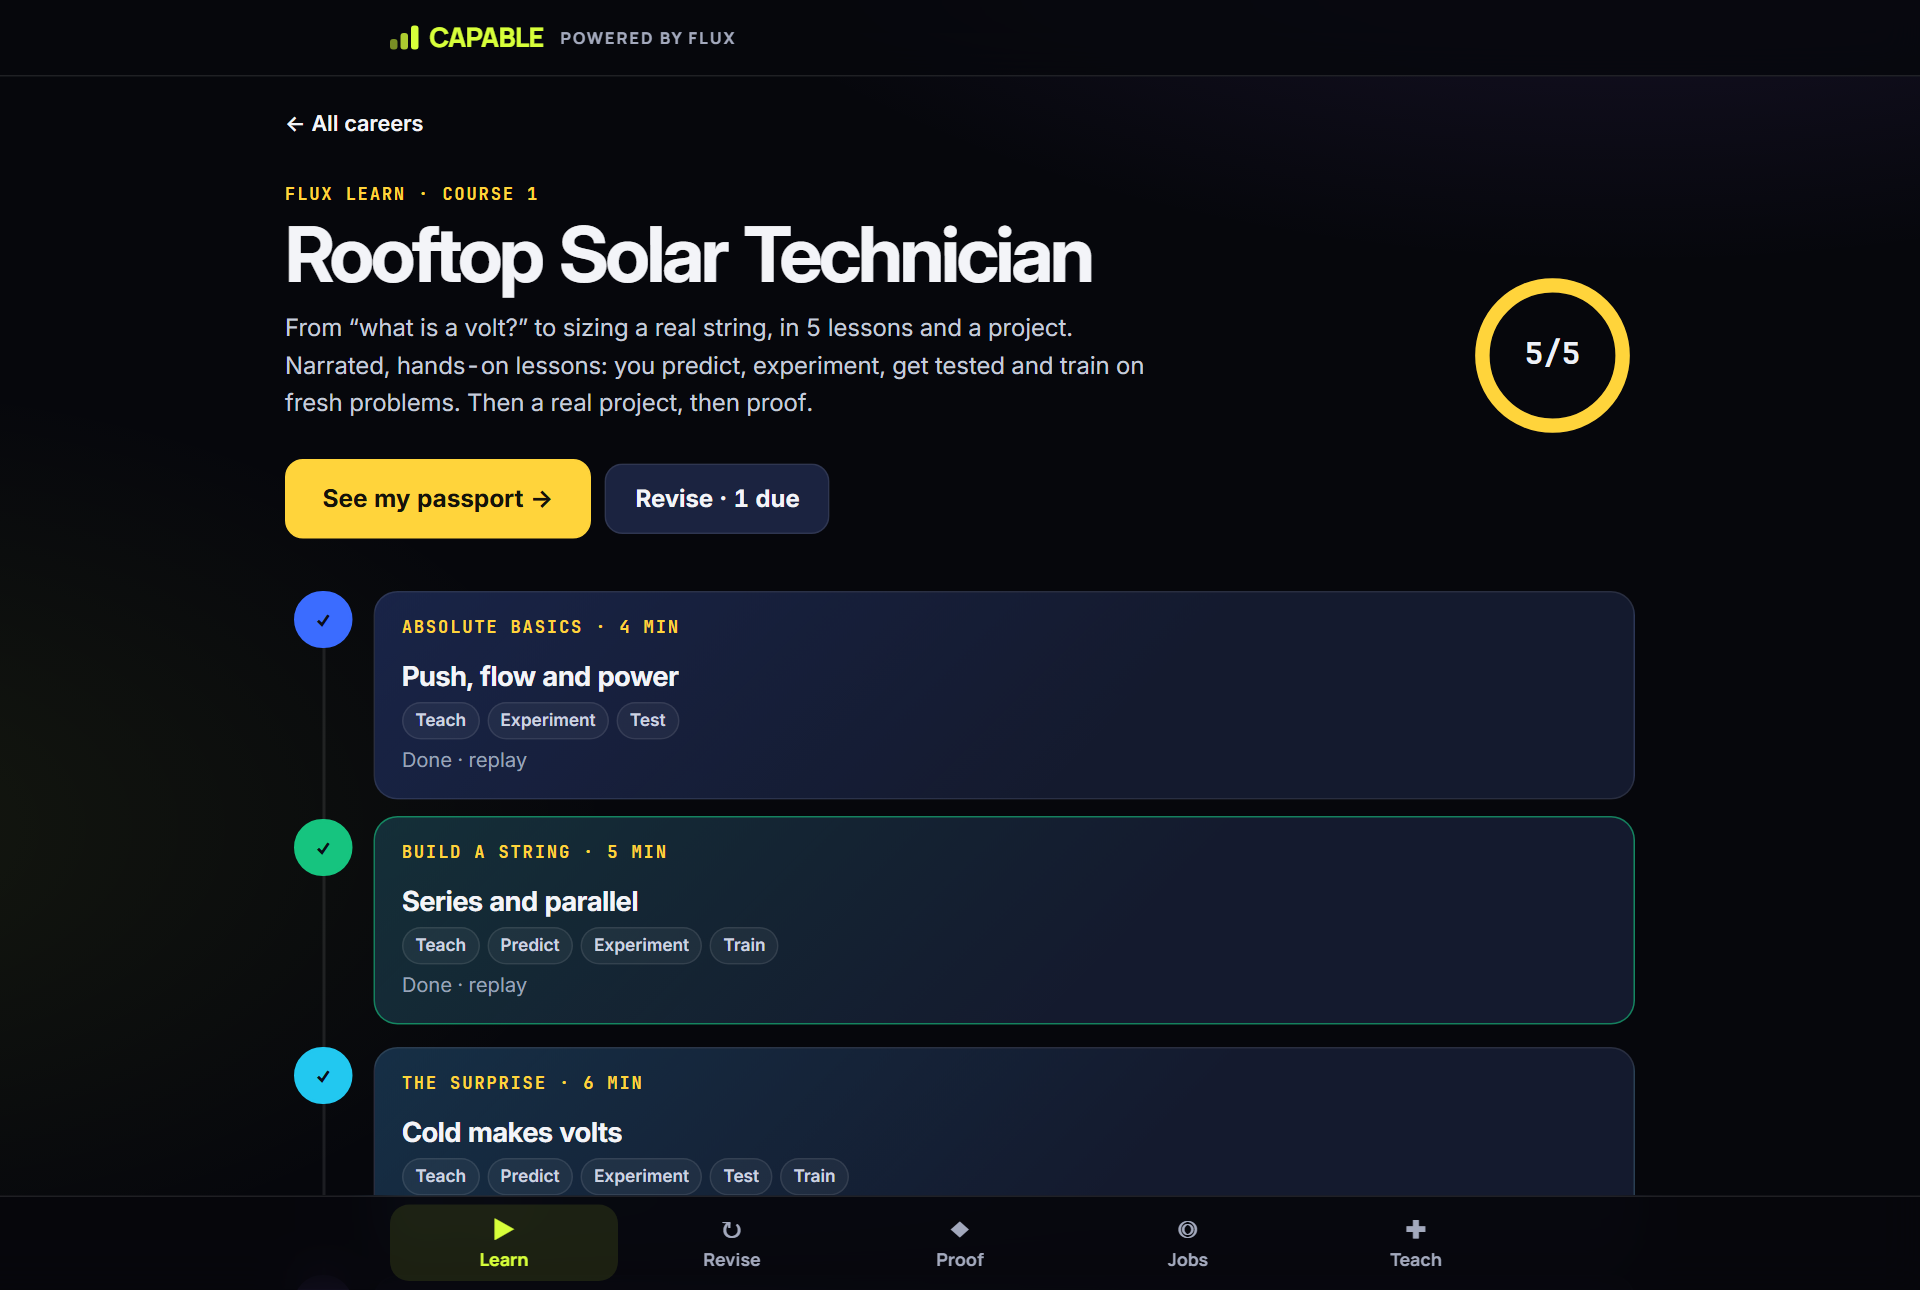 CAPABLE POWERED BY FLUX
← All careers
FLUX LEARN · COURSE 1
Rooftop Solar Technician
From “what is a volt?” to sizing a real string, in 5 lessons and a project.
Narrated, hands-on lessons: you predict, experiment, get tested and train on
fresh problems. Then a real project, then proof.
5/5
See my passport →
Revise · 1 due
ABSOLUTE BASICS · 4 MIN
Push, flow and power
Teach Experiment Test
Done · replay
BUILD A STRING · 5 MIN
Series and parallel
Teach Predict Experiment Train
Done · replay
THE SURPRISE · 6 MIN
Cold makes volts
Teach Predict Experiment Test Train
Learn Revise Proof Jobs Teach